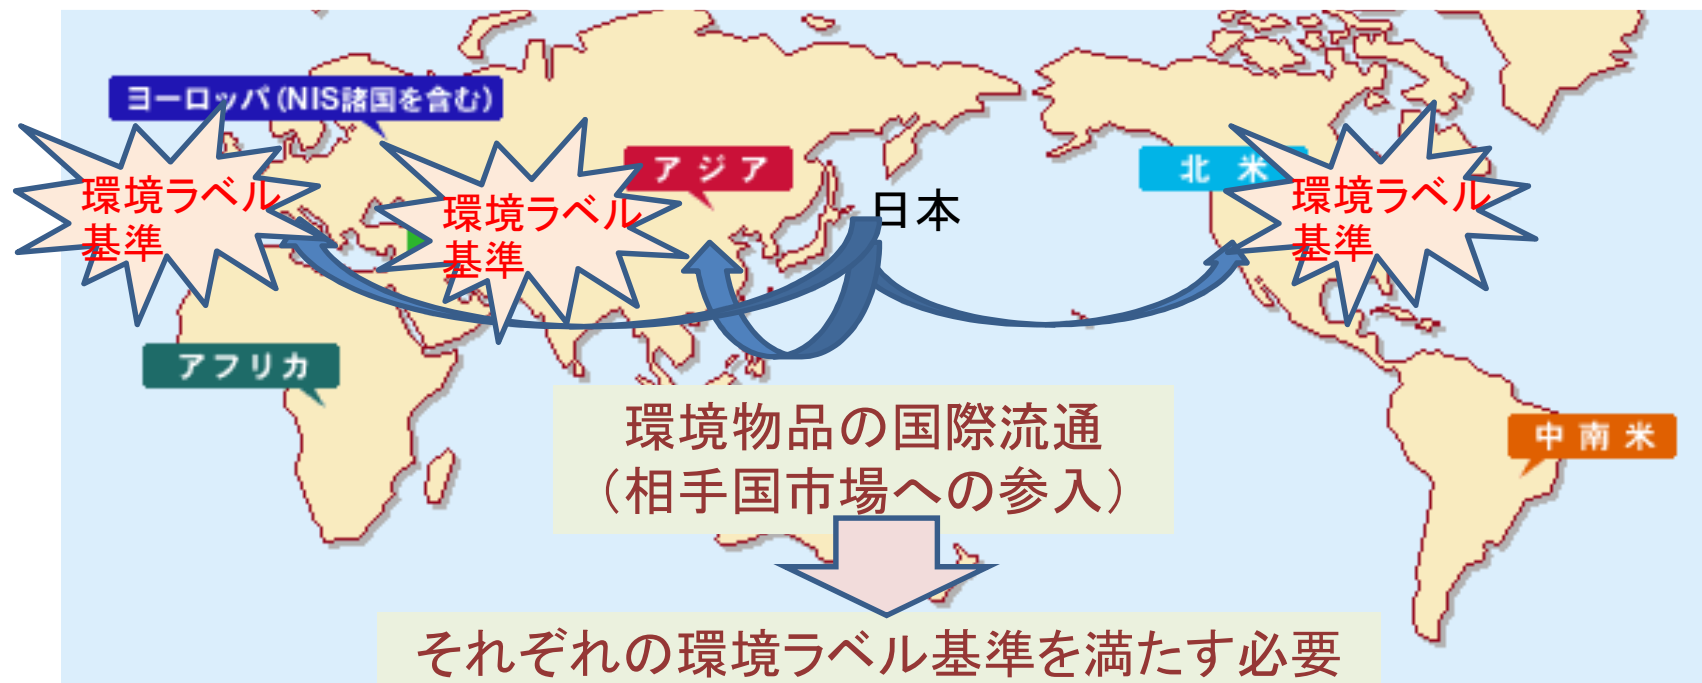 ヨーロッパ(NIS諸国を含む)
アジア
北米
環境ラベル
基準
環境ラベル
基準
日本
環境ラベル
基準
アフリカ
環境物品の国際流通
（相手国市場への参入）
中南米
それぞれの環境ラベル基準を満たす必要